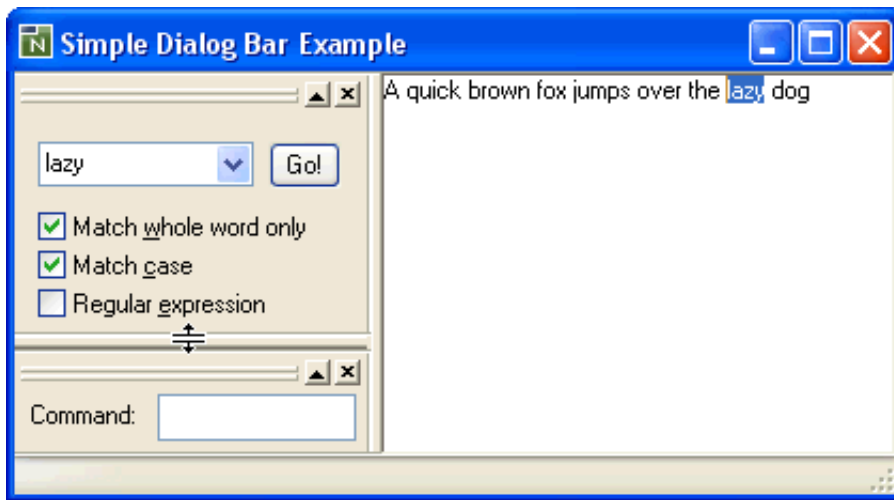 Simple Dialog Bar Example
A quick brown fox jumps over the lazy dog
lazy
Go!
Match whole word only
Match case
Regular expression
Command: